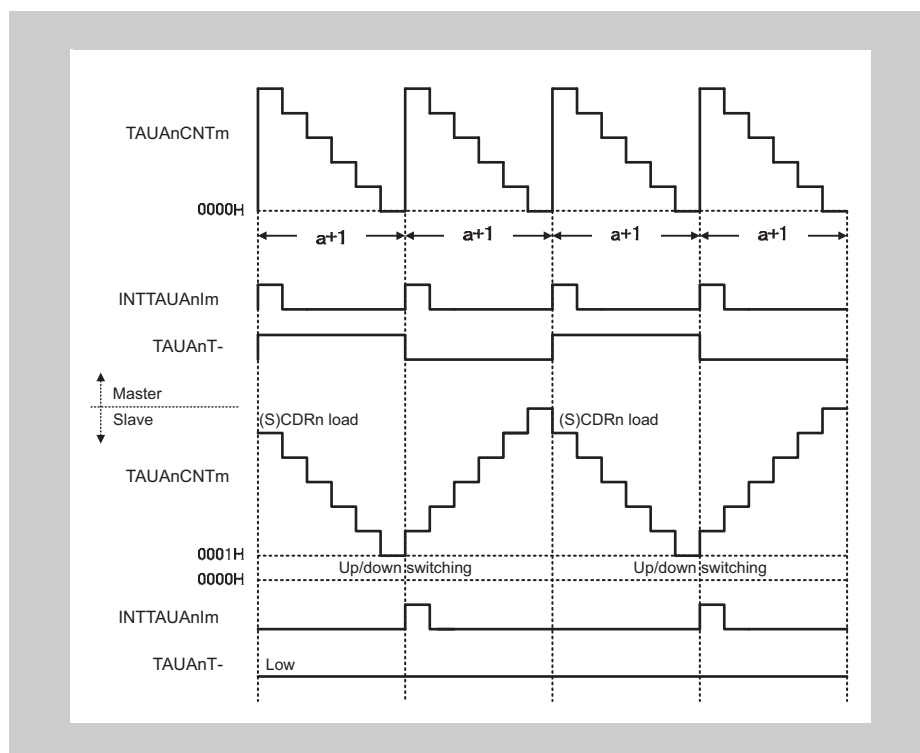 TAUAnCNTm
0000H
a+1 a+1 a+1 a+1
INTTAUAnIm
TAUAnT-
Master
Slave
(S)CDRn load (S)CDRn load
TAUAnCNTm
0001H
Up/down switching Up/down switching
0000H
INTTAUAnIm
TAUAnT-
Low